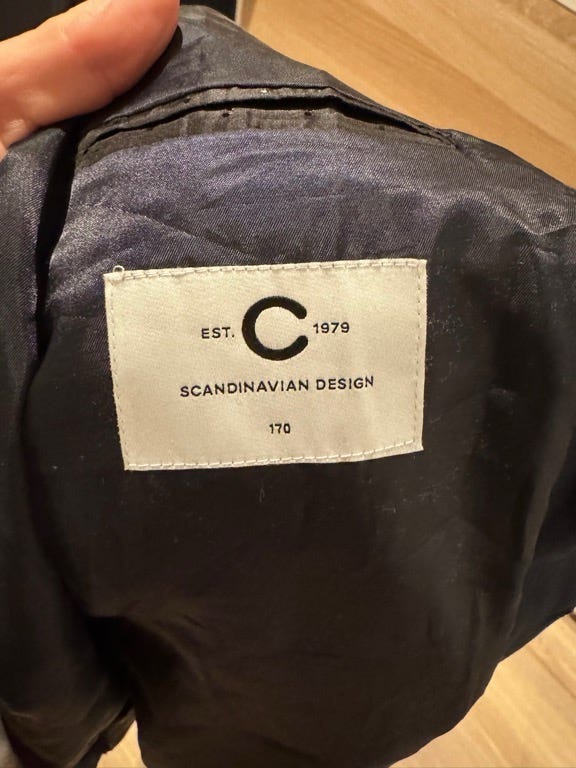 EST. C 1979
SCANDINAVIAN DESIGN
170